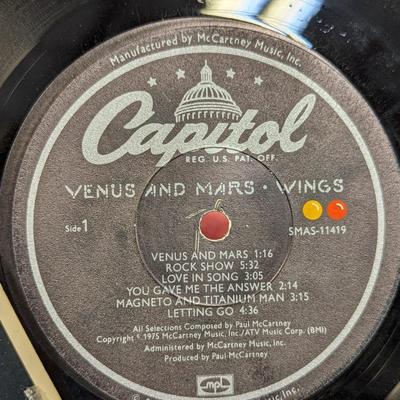 Manufactured by McCartney Music, Inc.
Capitol
REG. U.S. PAT. OFF.
VENUS AND MARS • WINGS
Side 1
SMAS-11419
VENUS AND MARS 1:16
ROCK SHOW 5:32
LOVE IN SONG 3:05
YOU GAVE ME THE ANSWER 2:14
MAGNETO AND TITANIUM MAN 3:15
LETTING GO 4:36
All Selections Composed by Paul McCartney
Copyright © 1975 McCartney Music, Inc./ATV Music Corp. (BMI)
Administered by McCartney Music, Inc.
Produced by Paul McCartney
mpl
Music, Inc.